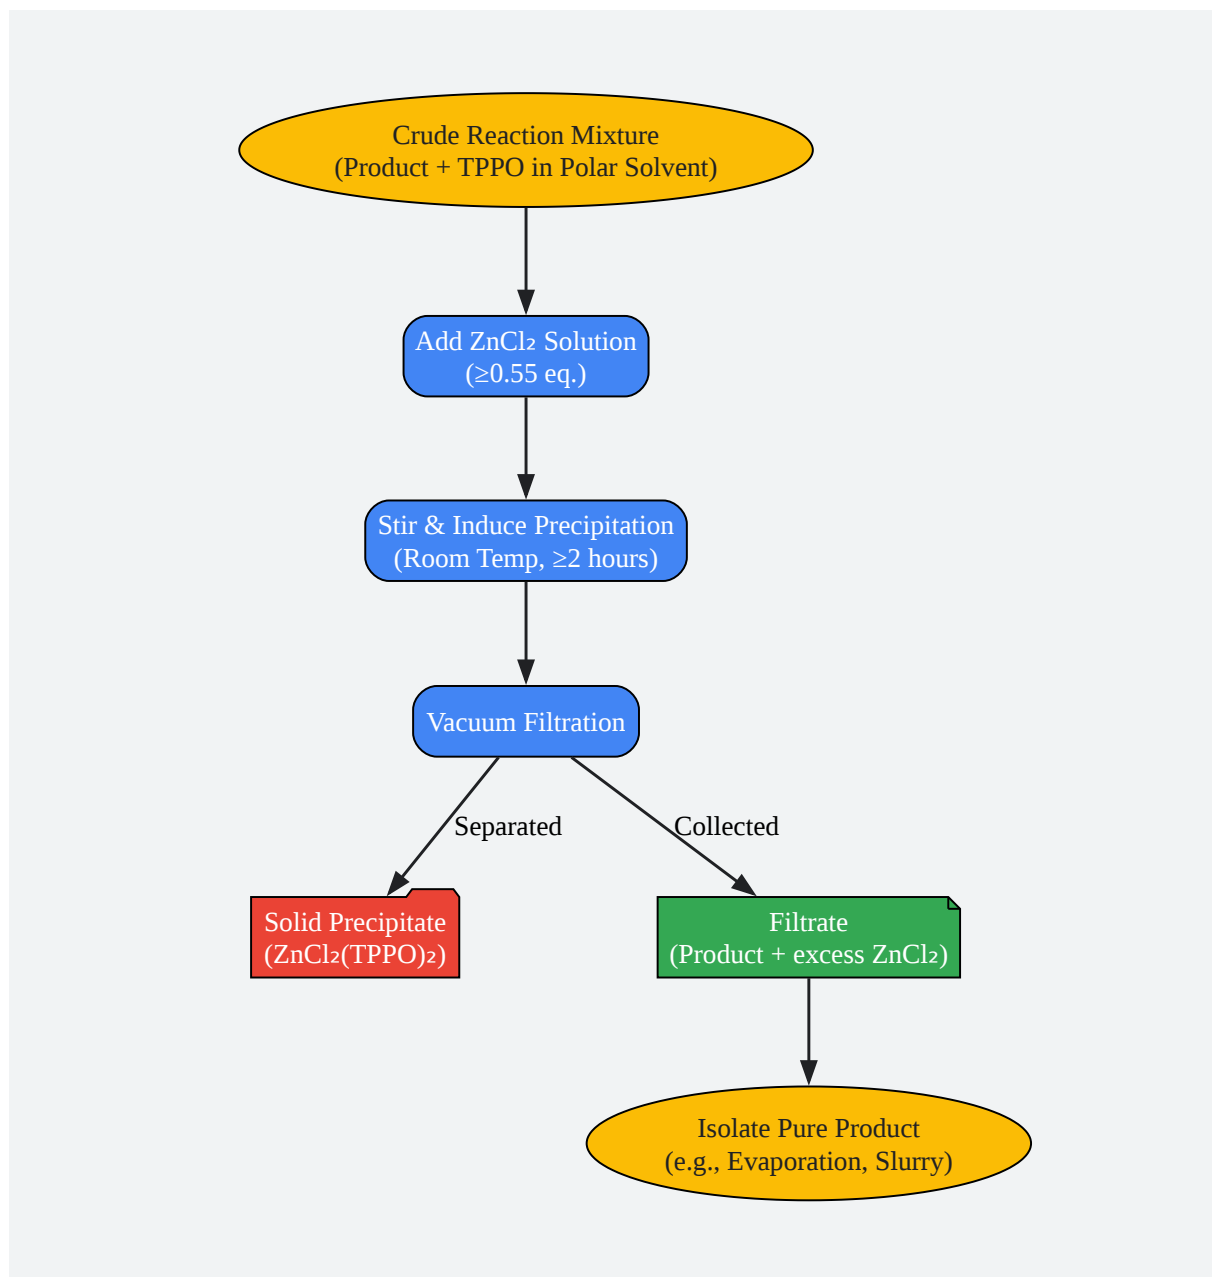 Crude Reaction Mixture
(Product + TPPO in Polar Solvent)
Add ZnCl₂ Solution
(≥0.55 eq.)
Stir & Induce Precipitation
(Room Temp, ≥2 hours)
Vacuum Filtration
Separated
Collected
Solid Precipitate
(ZnCl₂(TPPO)₂)
Filtrate
(Product + excess ZnCl₂)
Isolate Pure Product
(e.g., Evaporation, Slurry)